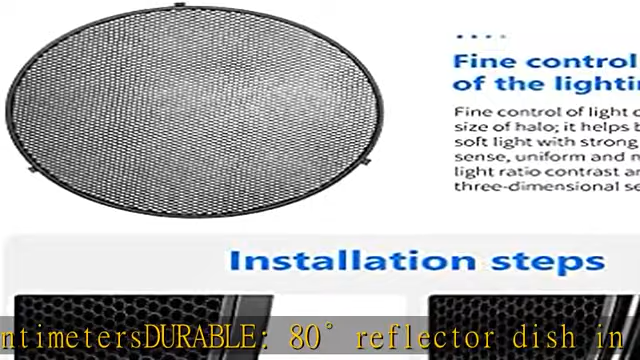 Fine control
of the lightin
Fine control of light
size of halo; it helps
soft light with strong
sense, uniform and
light ratio contrast
three-dimensional
Installation steps
ntimetersDURABLE: 80° reflector dish in